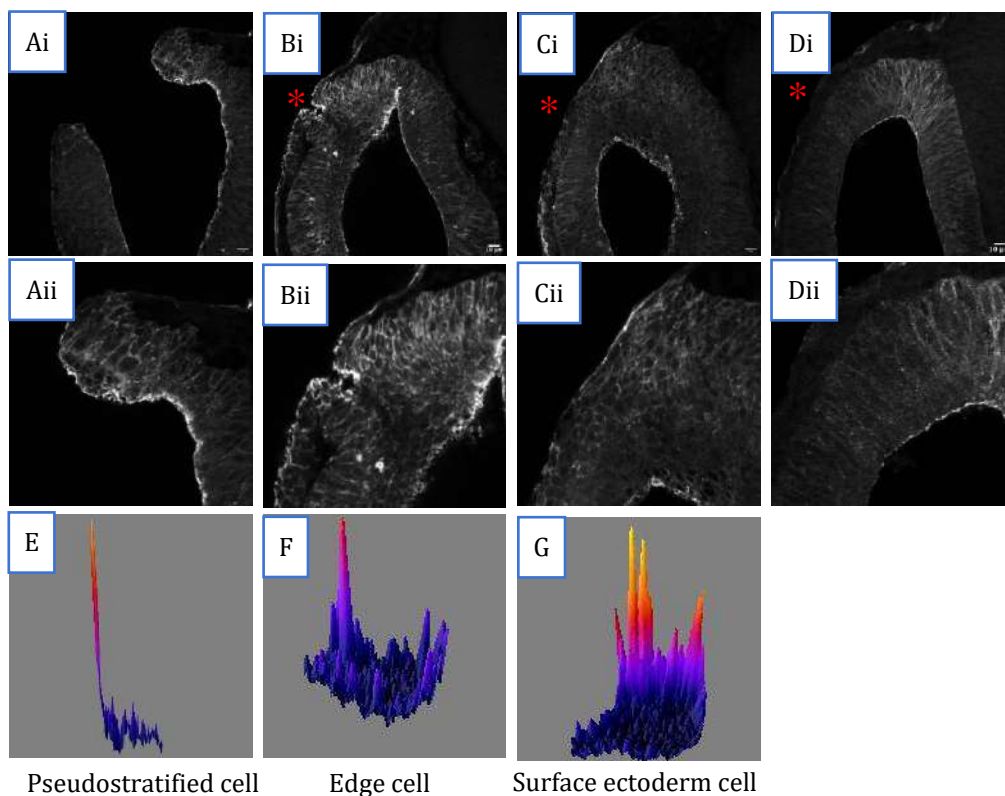 Ai
Bi
Ci
Di
*
*
*
Aii
Bii
Cii
Dii
E
F
G
Pseudostratified cell
Edge cell
Surface ectoderm cell